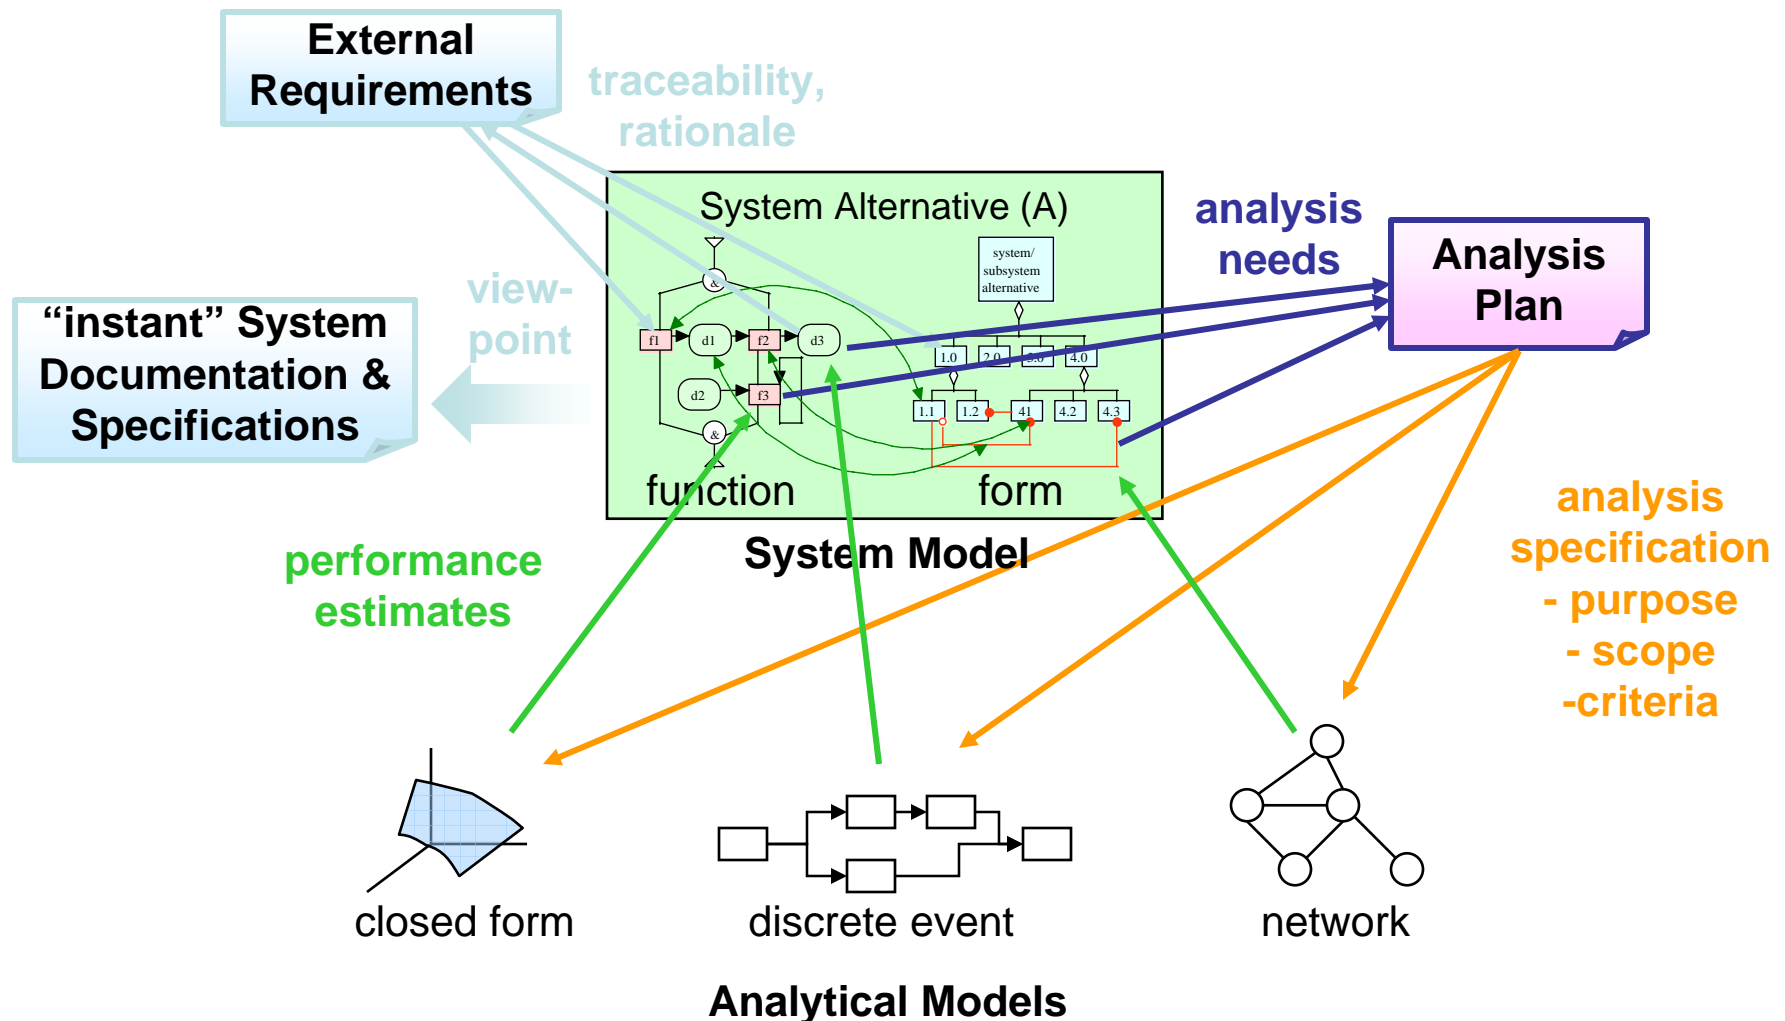 External
Requirements
traceability,
rationale
System Alternative (A)
analysis
needs
Analysis
Plan
view-
point
“instant” System
Documentation &
Specifications
&
system/
subsystem
alternative
f1
d1
f2
d3
d2
f3
&
1.0
2.0
3.0
4.0
1.1
1.2
41
4.2
4.3
function
form
System Model
performance
estimates
analysis
specification
- purpose
- scope
-criteria
closed form
discrete event
network
Analytical Models